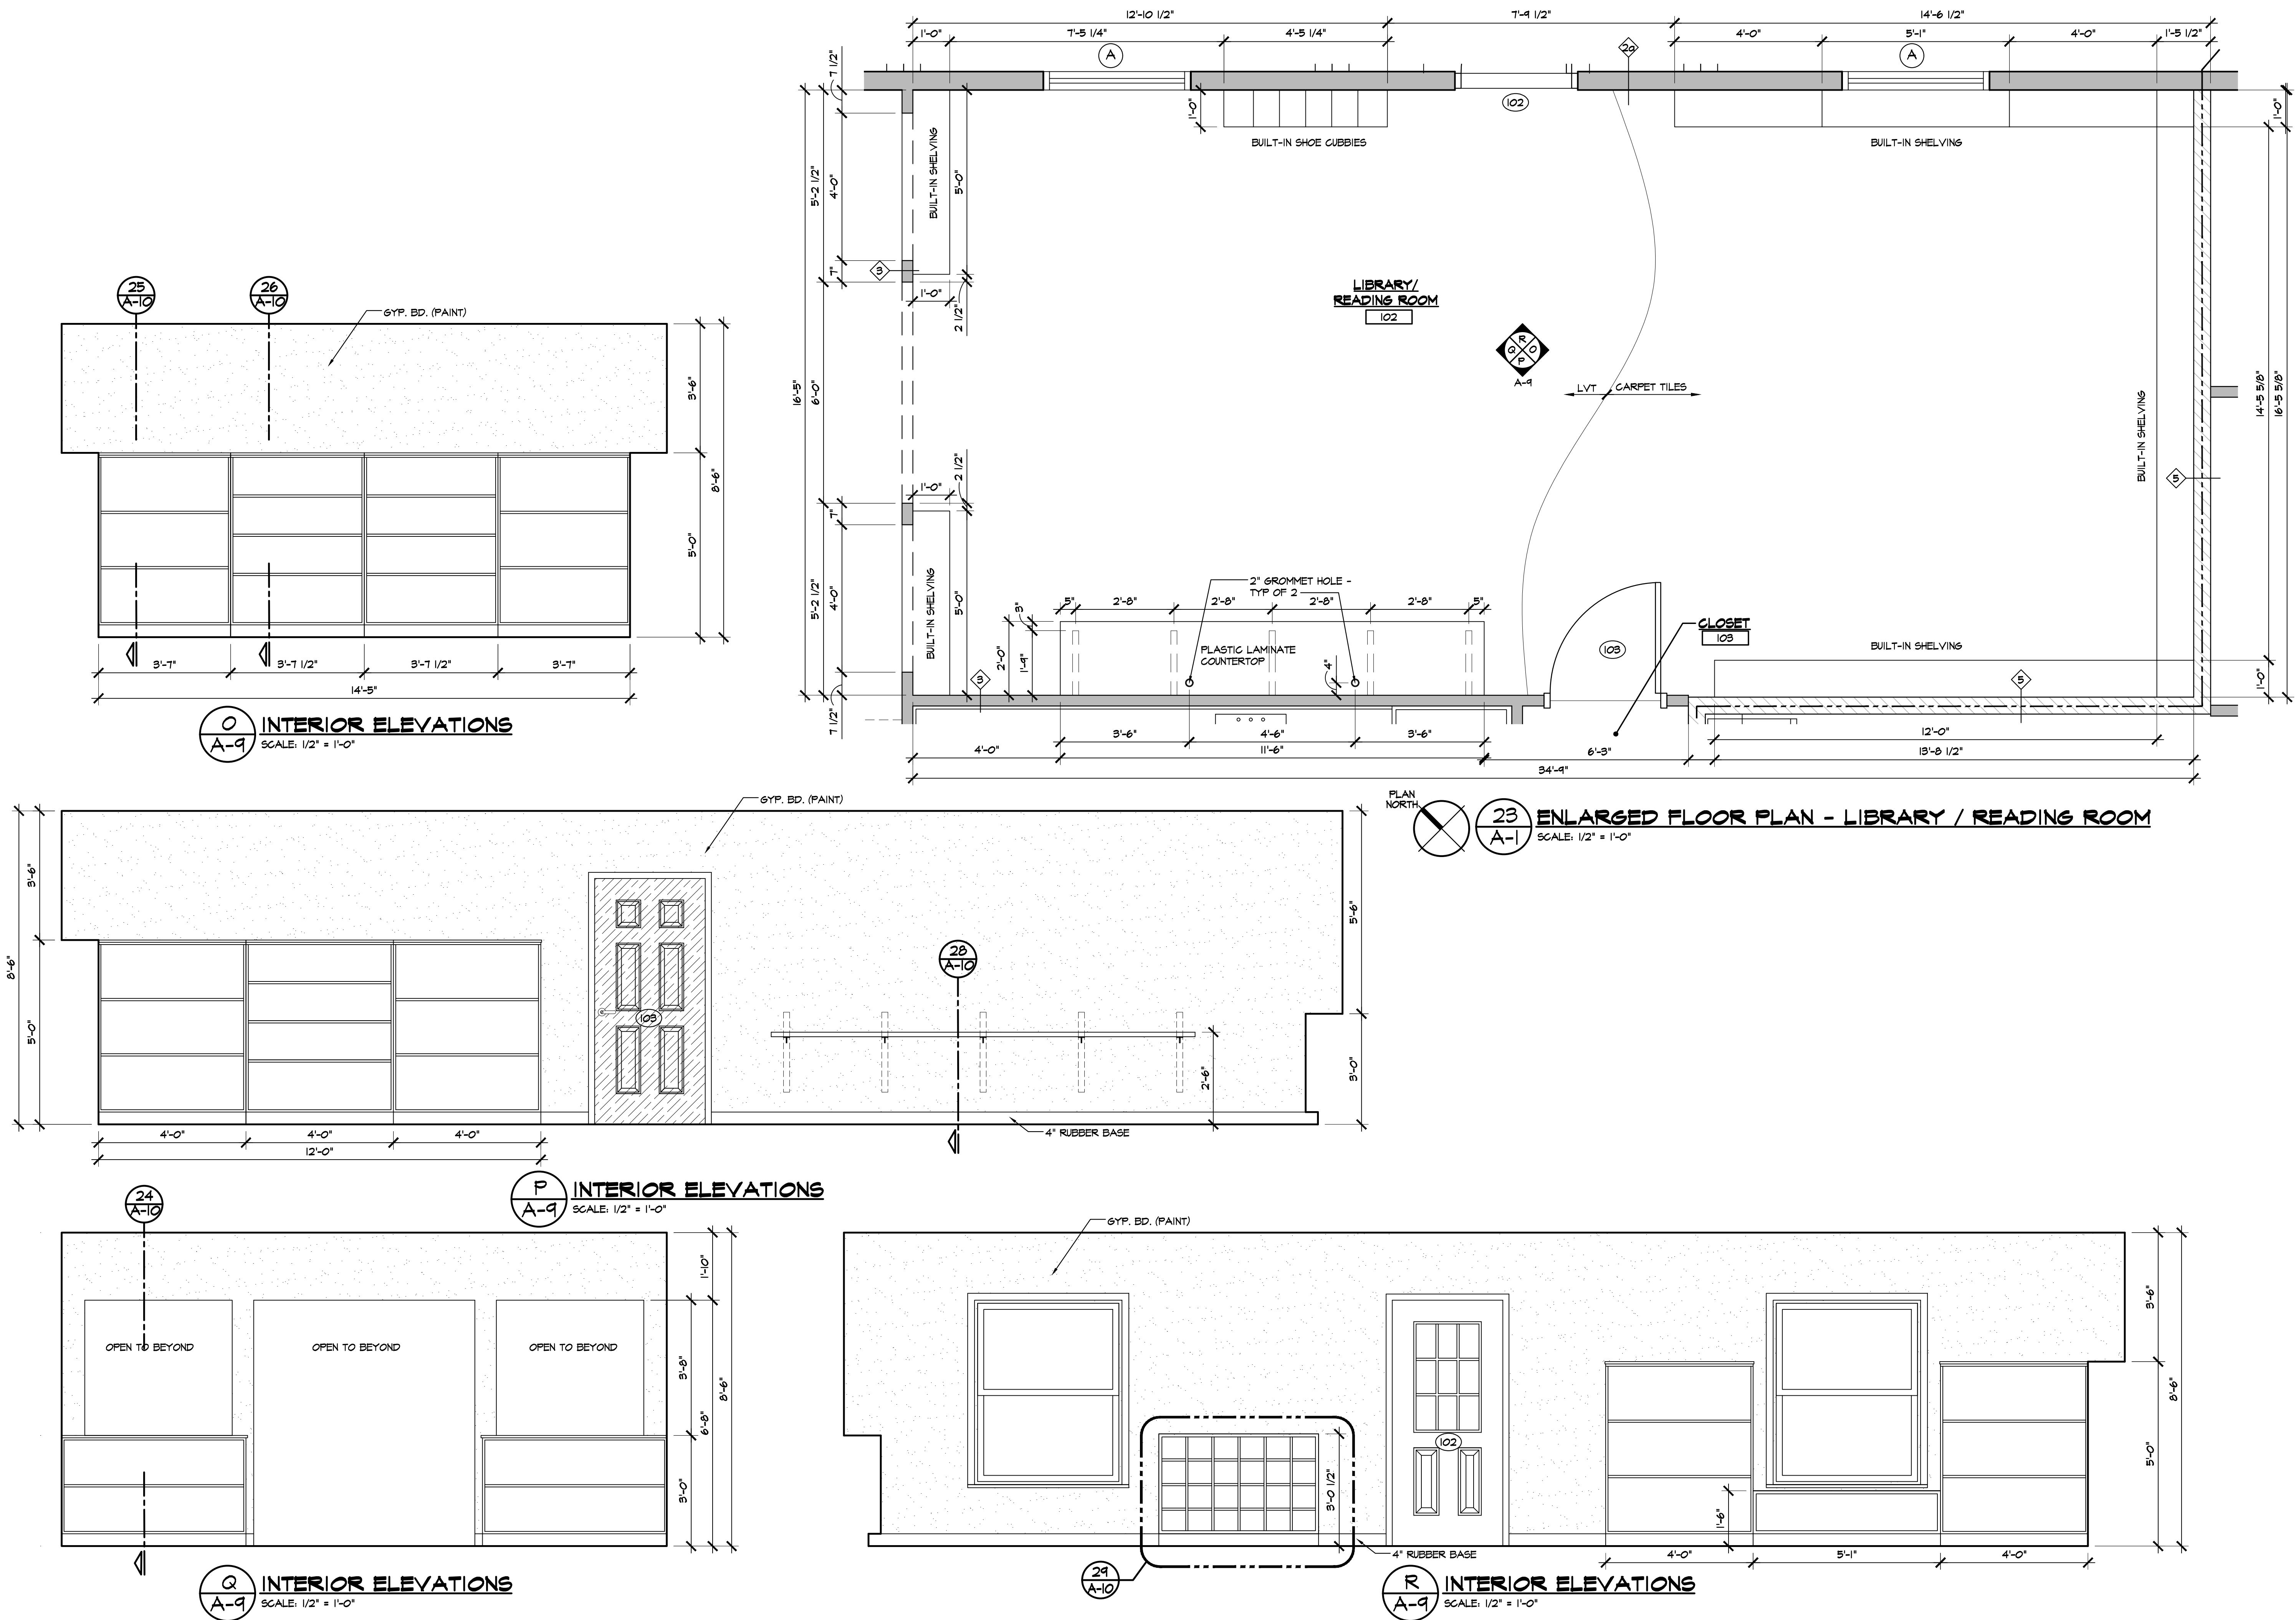 12'-10 1/2"
7'-9 1/2"
14'-6 1/2"
1'-0"
7'-5 1/4"
4'-5 1/4"
4'-0"
5'-1"
4'-0"
1'-5 1/2"
A
2a
A
7 1/2"
1'-0"
102
1'-0"
BUILT-IN SHOE CUBBIES
BUILT-IN SHELVING
BUILT-IN SHELVING
5'-2 1/2"
4'-0"
5'-0"
7"
3
1'-0"
2 1/2"
LIBRARY/
READING ROOM
102
R
Q O
P
A-9
LVT
CARPET TILES
16'-5"
6'-0"
14'-5 5/8"
16'-5 5/8"
BUILT-IN SHELVING
5
2 1/2"
1'-0"
7"
5'-2 1/2"
4'-0"
BUILT-IN SHELVING
5'-0"
7 1/2"
2" GROMMET HOLE -
TYP OF 2
5"
2'-8"
2'-8"
2'-8"
2'-8"
5"
3"
2'-0"
1'-9"
PLASTIC LAMINATE
COUNTERTOP
4"
3
103
CLOSET
103
BUILT-IN SHELVING
5
1'-0"
3'-6"
4'-6"
3'-6"
4'-0"
11'-6"
6'-3"
12'-0"
13'-8 1/2"
34'-9"
PLAN
NORTH
23
A-1
ENLARGED FLOOR PLAN - LIBRARY / READING ROOM
SCALE: 1/2" = 1'-0"
25
A-10
26
A-10
GYP. BD. (PAINT)
3'-6"
8'-6"
5'-0"
3'-7"
3'-7 1/2"
3'-7 1/2"
3'-7"
14'-5"
O
A-9
INTERIOR ELEVATIONS
SCALE: 1/2" = 1'-0"
GYP. BD. (PAINT)
3'-6"
8'-6"
5'-0"
103
28
A-10
5'-6"
3'-0"
2'-6"
4" RUBBER BASE
4'-0"
4'-0"
4'-0"
12'-0"
P
A-9
INTERIOR ELEVATIONS
SCALE: 1/2" = 1'-0"
24
A-10
OPEN TO BEYOND
OPEN TO BEYOND
OPEN TO BEYOND
1'-10"
3'-8"
6'-8"
8'-6"
3'-0"
Q
A-9
INTERIOR ELEVATIONS
SCALE: 1/2" = 1'-0"
GYP. BD. (PAINT)
102
3'-0 1/2"
1'-6"
3'-6"
8'-6"
5'-0"
4" RUBBER BASE
4'-0"
5'-1"
4'-0"
29
A-10
R
A-9
INTERIOR ELEVATIONS
SCALE: 1/2" = 1'-0"